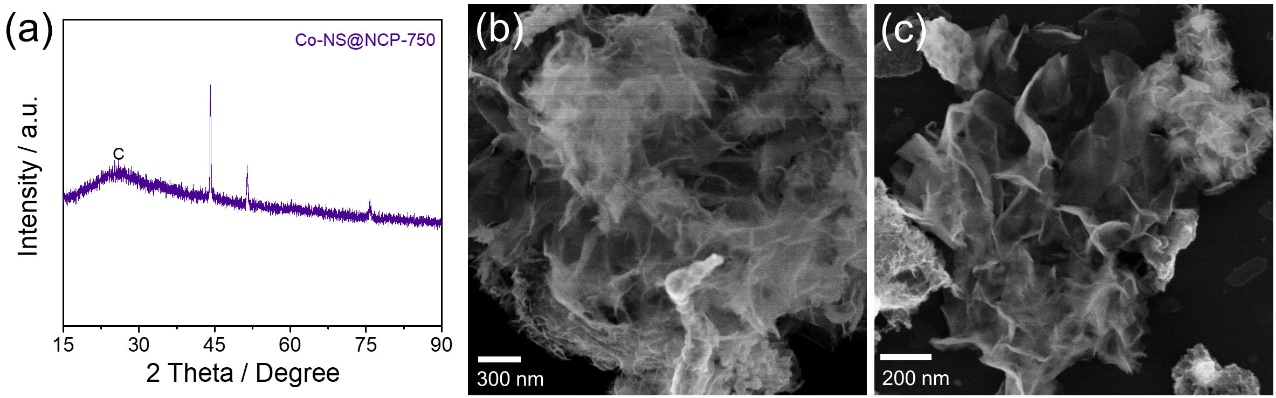 (a)
Co-NS@NCP-750
C
Intensity / a.u.
15 30 45 60 75 90
2 Theta / Degree
(b)
300 nm
(c)
200 nm